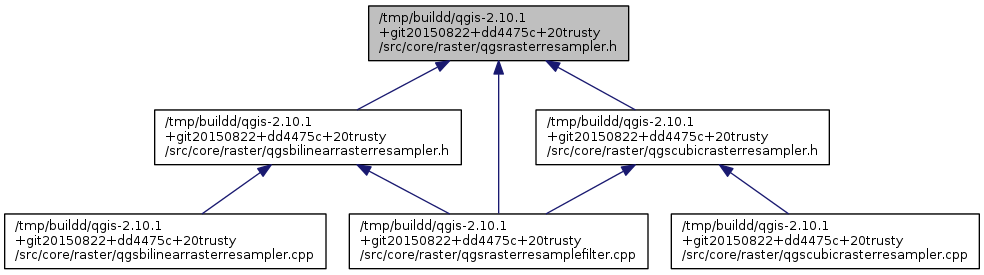 /tmp/buildd/qgis-2.10.1
+git20150822+dd4475c+20trusty
/src/core/raster/qgsrasterresampler.h
/tmp/buildd/qgis-2.10.1
+git20150822+dd4475c+20trusty
/src/core/raster/qgsbilinearrasterresampler.h
/tmp/buildd/qgis-2.10.1
+git20150822+dd4475c+20trusty
/src/core/raster/qgscubicrasterresampler.h
/tmp/buildd/qgis-2.10.1
+git20150822+dd4475c+20trusty
/src/core/raster/qgsbilinearrasterresampler.cpp
/tmp/buildd/qgis-2.10.1
+git20150822+dd4475c+20trusty
/src/core/raster/qgsrasterresamplefilter.cpp
/tmp/buildd/qgis-2.10.1
+git20150822+dd4475c+20trusty
/src/core/raster/qgscubicrasterresampler.cpp